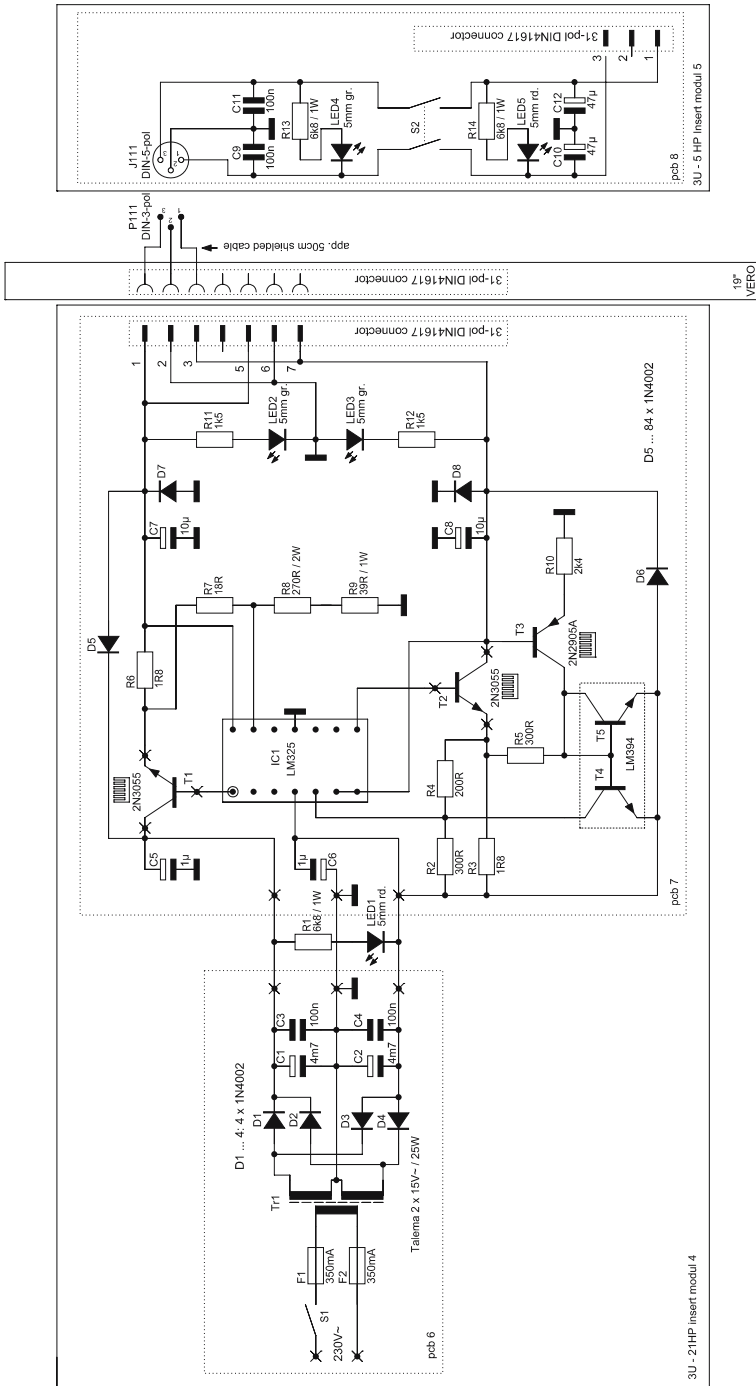 J111
DIN-5-pol
3
1
2
C9
100n
C11
100n
R13
6k8 / 1W
LED4
5mm gr.
S2
R14
6k8 / 1W
LED5
5mm rd.
C10
47µ
C12
47µ
31-pol DIN41617 connector
3
2
1
pcb 8
3U - 5 HP Insert modul 5
P111
DIN-3-pol
3
2
1
app. 50cm shielded cable
31-pol DIN41617 connector
19"
VERO
31-pol DIN41617 connector
1
2
3
5
6
7
R11
1k5
LED2
5mm gr.
LED3
5mm gr.
R12
1k5
D5 ... 84 x 1N4002
D7
C7
10µ
D8
C8
10µ
D5
R6
1R8
R7
18R
R8
270R / 2W
R9
39R / 1W
R10
2k4
D6
T3
2N2905A
2N3055
T1
IC1
LM325
T2
2N3055
R5
300R
R4
200R
T4
T5
LM394
C5
1µ
C6
1µ
R2
300R
R3
1R8
pcb 7
R1
6k8 / 1W
LED1
5mm rd.
D1 ... 4: 4 x 1N4002
C1
4m7
C3
100n
C2
4m7
C4
100n
D1
D2
D3
D4
Tr1
Talema 2 x 15V~ / 25W
F1
350mA
F2
350mA
S1
230V~
pcb 6
3U - 21HP insert modul 4